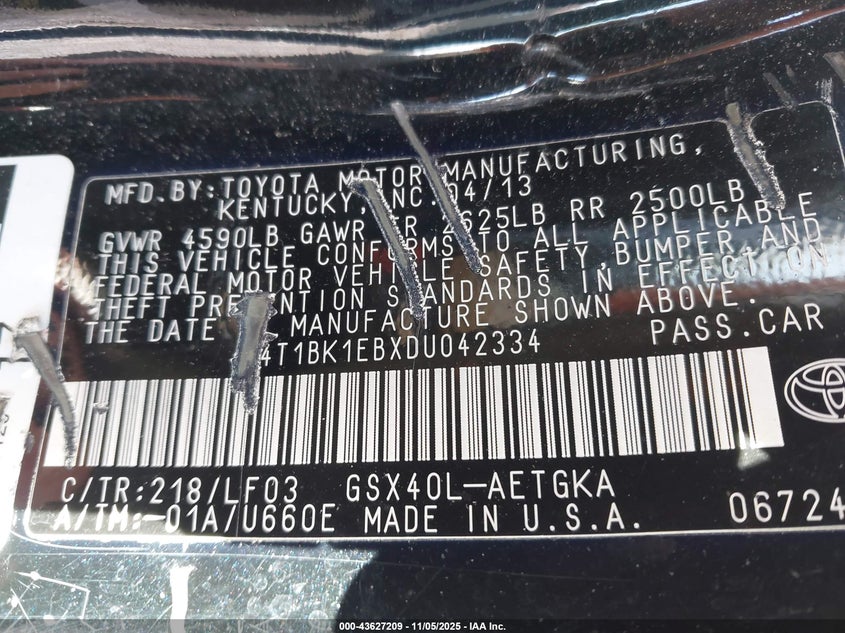 MFD.BY:TOYOTA MOTOR MANUFACTURING,
KENTUCKY, INC. 04/13
GVWR 4590LB GAWR FR 2625LB RR 2500LB
THIS VEHICLE CONFORMS TO ALL APPLICABLE
FEDERAL MOTOR VEHICLE SAFETY, BUMPER, AND
THEFT PREVENTION STANDARDS IN EFFECT ON
THE DATE MANUFACTURE SHOWN ABOVE.
4T1BK1EBXDU042334 PASS.CAR
C/TR:218/LF03 GSX40L-AETGKA
A/TM:-01A/U660E MADE IN U.S.A. 06724
000-43627209 - 11/05/2025 - IAA Inc.